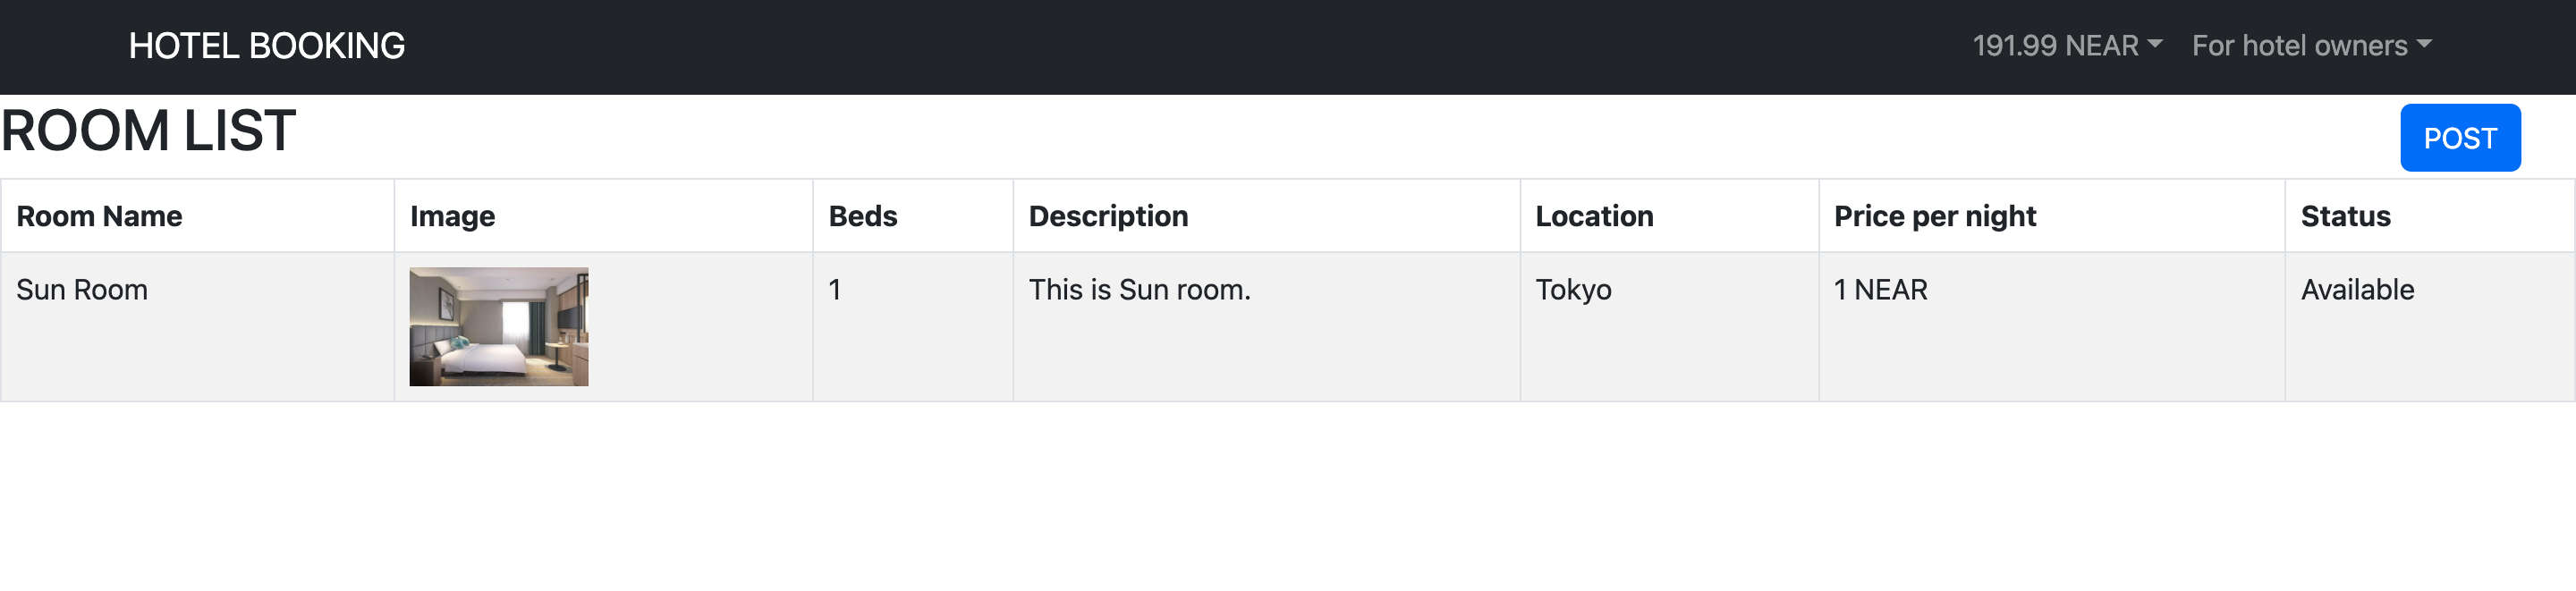 HOTEL BOOKING 191.99 NEAR For hotel owners
ROOM LIST POST
Room Name Image Beds Description Location Price per night Status
Sun Room 1 This is Sun room. Tokyo 1 NEAR Available